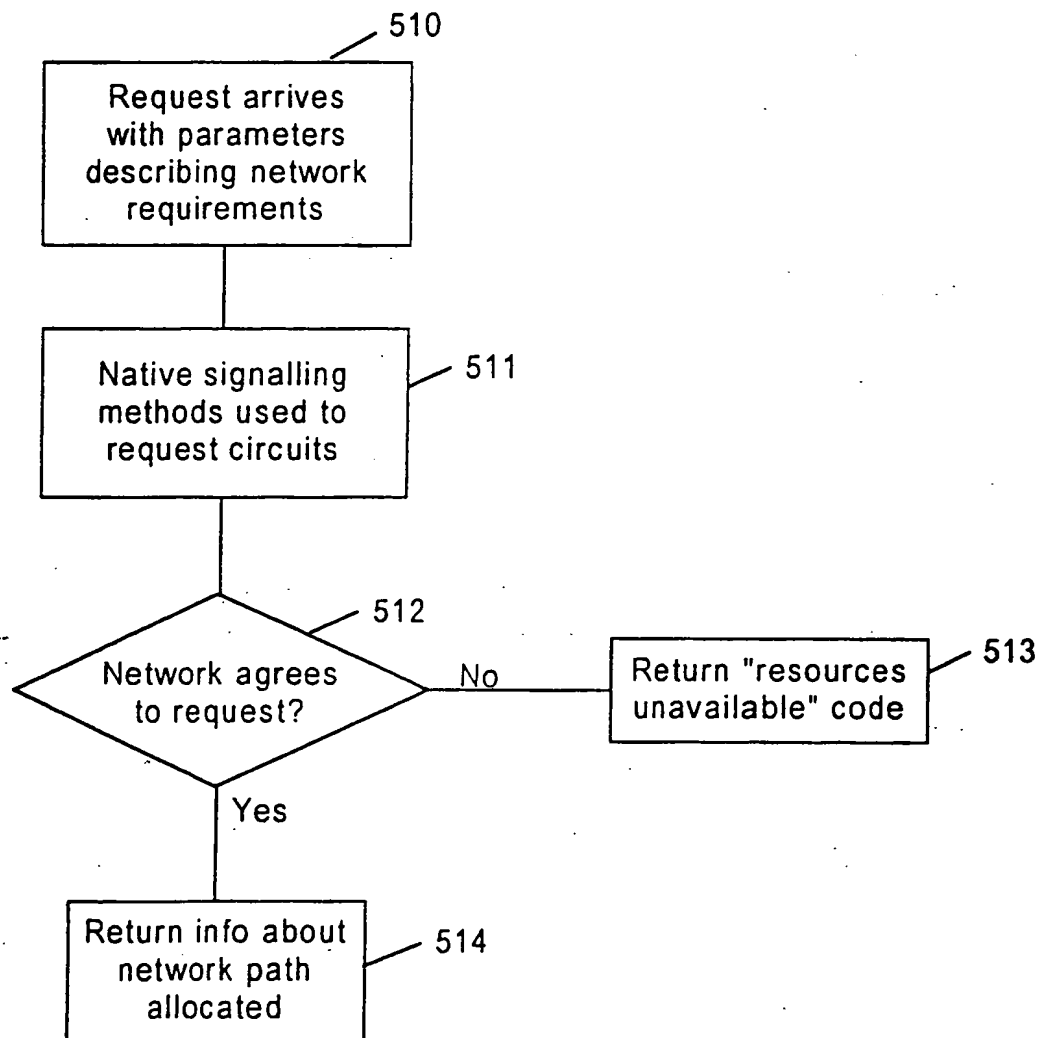 510
Request arrives
with parameters
describing network
requirements
511
Native signalling
methods used to
request circuits
512
Network agrees
to request?
No
513
Return "resources
unavailable" code
Yes
514
Return info about
network path
allocated